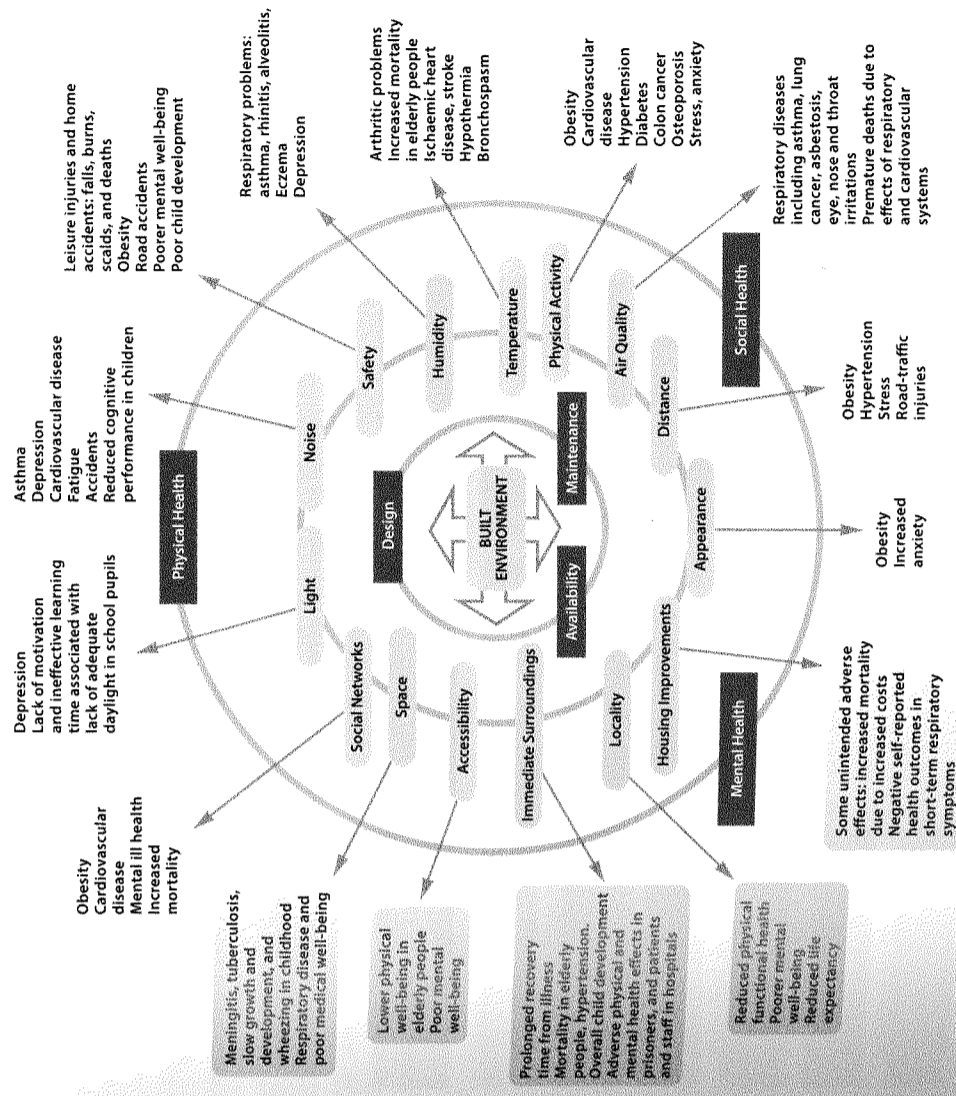 Physical Health
Mental Health
Social Health
Design
Availability
Maintenance
BUILT
ENVIRONMENT
Light
Depression
Lack of motivation
and ineffective learning
time associated with
lack of adequate
daylight in school pupils
Noise
Asthma
Depression
Cardiovascular disease
Fatigue
Accidents
Reduced cognitive
performance in children
Safety
Leisure injuries and home
accidents: falls, burns,
scalds, and deaths
Obesity
Road accidents
Poorer mental well-being
Poor child development
Humidity
Respiratory problems:
asthma, rhinitis, alveolitis,
Eczema
Depression
Temperature
Arthritic problems
Increased mortality
in elderly people
Ischaemic heart
disease, stroke
Hypothermia
Bronchospasm
Physical Activity
Obesity
Cardiovascular
disease
Hypertension
Diabetes
Colon cancer
Osteoporosis
Stress, anxiety
Air Quality
Respiratory diseases
including asthma, lung
cancer, asbestosis,
eye, nose and throat
irritations
Premature deaths due to
effects of respiratory
and cardiovascular
systems
Distance
Obesity
Hypertension
Stress
Road-traffic
injuries
Appearance
Obesity
Increased
anxiety
Housing Improvements
Some unintended adverse
effects: increased mortality
due to increased costs
Negative self-reported
health outcomes in
short-term respiratory
symptoms
Locality
Reduced physical
functional health
Poorer mental
well-being
Reduced life
expectancy
Immediate Surroundings
Prolonged recovery
time from illness
Mortality in elderly
people, hypertension.
Overall child development
Adverse physical and
mental health effects in
prisoners, and patients
and staff in hospitals
Accessibility
Lower physical
well-being in
elderly people
Poor mental
well-being
Space
Meningitis, tuberculosis,
slow growth and
development, and
wheezing in childhood
Respiratory disease and
poor medical well-being
Social Networks
Obesity
Cardiovascular
disease
Mental ill health
Increased
mortality